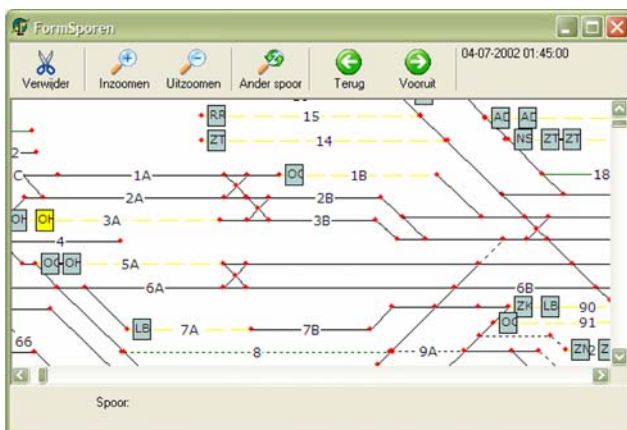 FormSporen
Verwijder Inzoomen Uitzoomen Ander spoor Terug Vooruit 04-07-2002 01:45:00
RR 15 AD AD
ZT 14 NS ZT ZT
2
C 1A OC 1B 18
2A 2B
OH OH 3A 3B
4
OC OH 5A
6A 6B
ZK LB 90
LB 7A 7B OC 91
66
8 9A ZN 2 Z
Spoor: